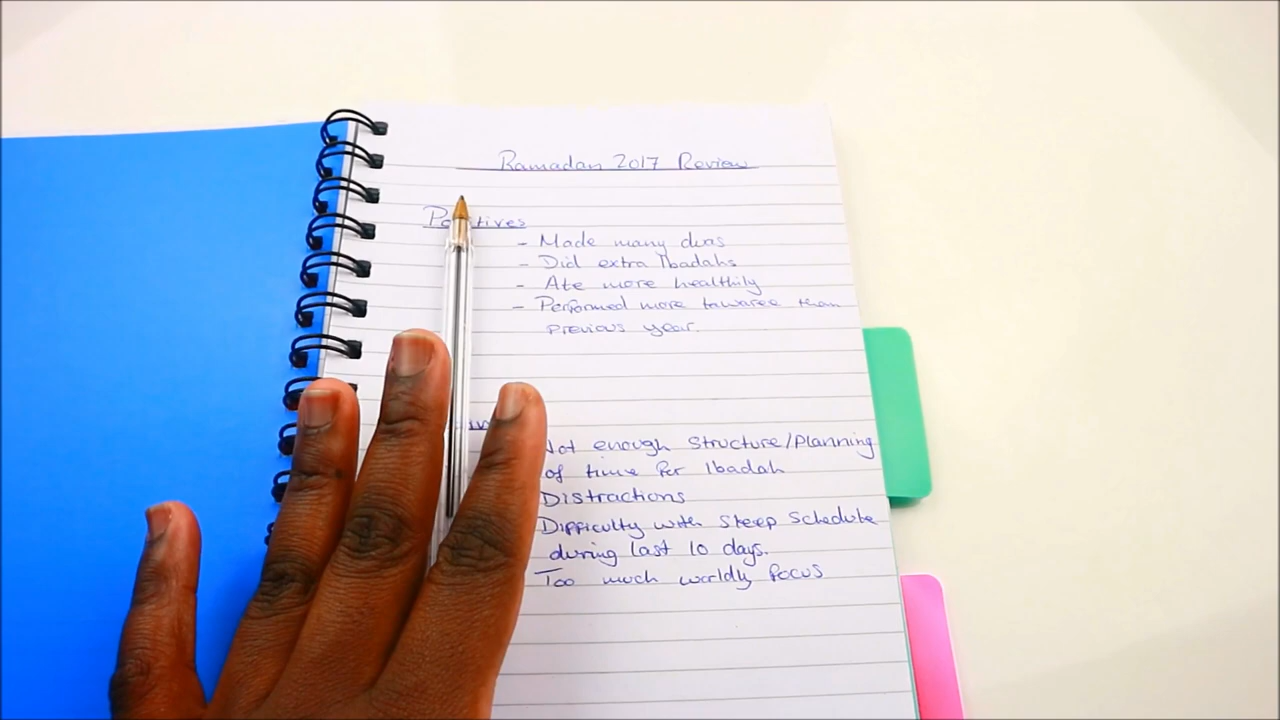 Ramadan 2017 Review
Positives
- Made many duas
- Did extra Ibadahs
- Ate more healthily
- Performed more tawaree than
previous year.
Not enough Structure/Planning
of time for Ibadah
Distractions
Difficulty with Sleep Schedule
during last 10 days.
Too much worldly focus